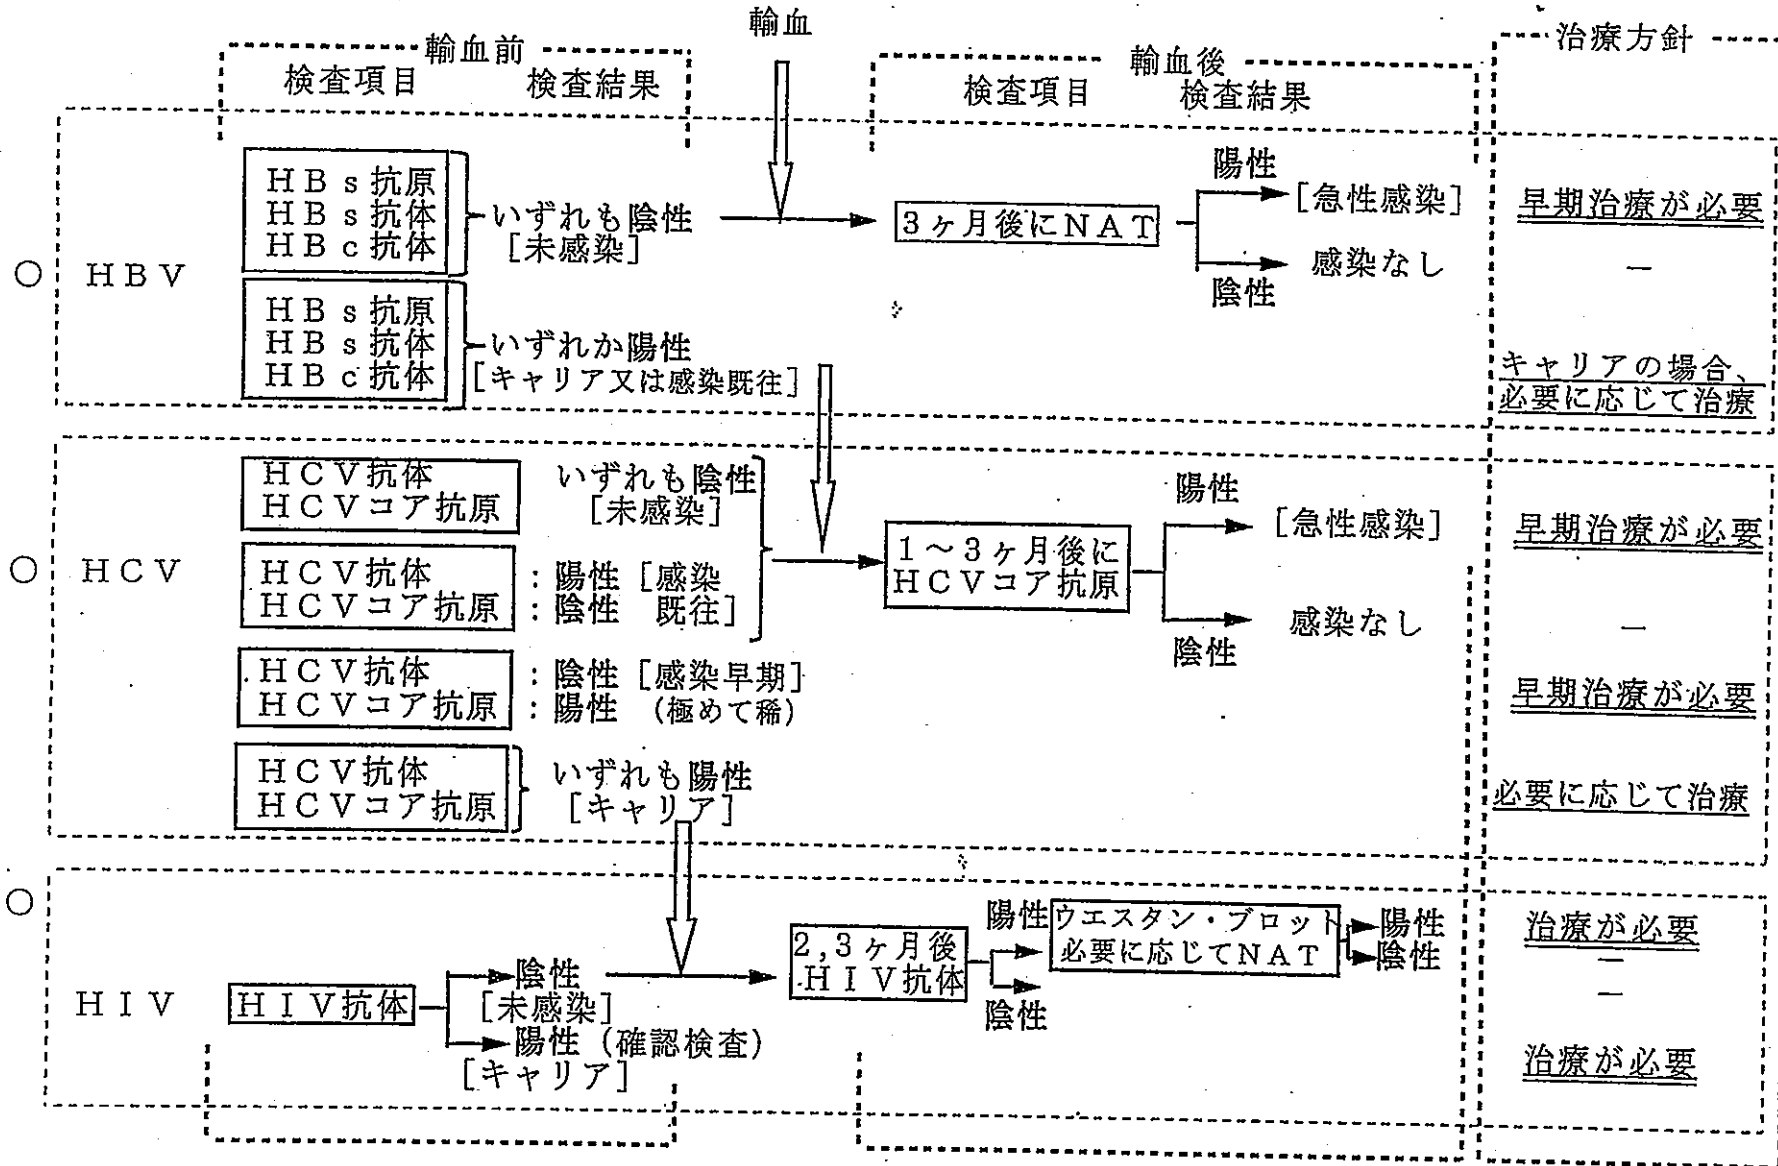 輸血
輸血前
検査項目 検査結果
輸血後
検査項目 検査結果
治療方針
○ HBV
HBs抗原
HBs抗体
HBc抗体
いずれも陰性
[未感染]
3ヶ月後にNAT
陽性
[急性感染]
早期治療が必要
感染なし
陰性
－
HBs抗原
HBs抗体
HBc抗体
いずれか陽性
[キャリア又は感染既往]
キャリアの場合、
必要に応じて治療
○ HCV
HCV抗体
HCVコア抗原
いずれも陰性
[未感染]
HCV抗体 :陽性 [感染
HCVコア抗原 :陰性 既往]
1～3ヶ月後に
HCVコア抗原
陽性
[急性感染]
早期治療が必要
感染なし
陰性
－
HCV抗体 :陰性 [感染早期]
HCVコア抗原 :陽性 (極めて稀)
早期治療が必要
HCV抗体
HCVコア抗原
いずれも陽性
[キャリア]
必要に応じて治療
○
HIV
HIV抗体
陰性
[未感染]
陽性 (確認検査)
[キャリア]
2,3ヶ月後
HIV抗体
陽性
陰性
ウエスタン・ブロット
必要に応じてNAT
陽性
陰性
治療が必要
－
－
治療が必要